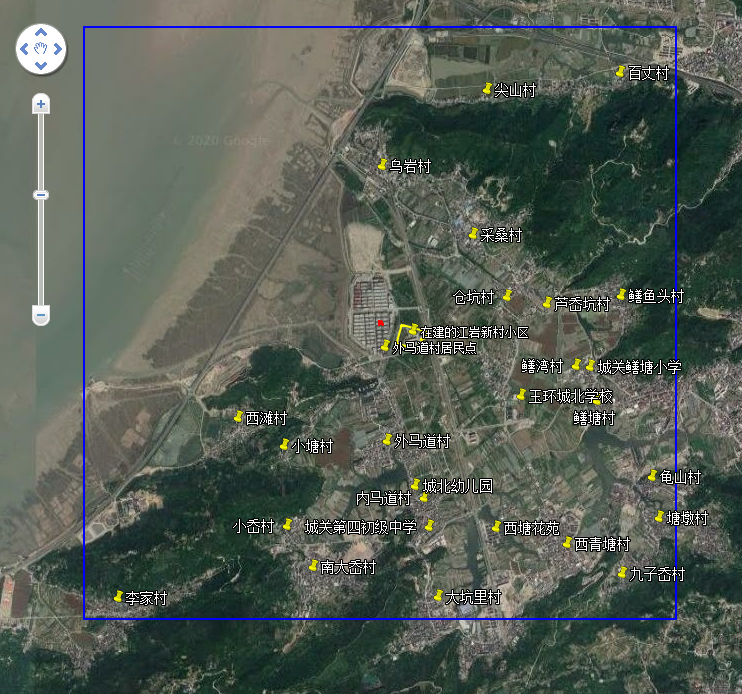 百丈村
尖山村
© 2020 Google
乌岩村
采桑村
仓坑村
芦岙坑村
鳝鱼头村
在建的江岩新村小区
外马道村居民点
鳝湾村
城关鳝塘小学
玉环城北学校
鳝塘村
西滩村
小塘村
外马道村
龟山村
城北幼儿园
内马道村
塘墩村
小岙村
城关第四初级中学
西塘花苑
西青塘村
南大岙村
九子岙村
李家村
大坑里村